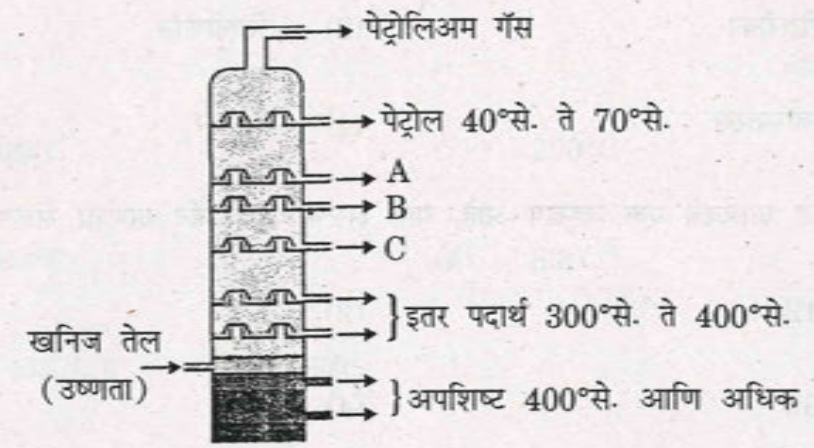 पेट्रोलिअम गॅस
पेट्रोल 40°से. ते 70°से.
A
B
C
इतर पदार्थ 300°से. ते 400°से.
खनिज तेल
(उष्णता)
अपशिष्ट 400°से. आणि अधिक